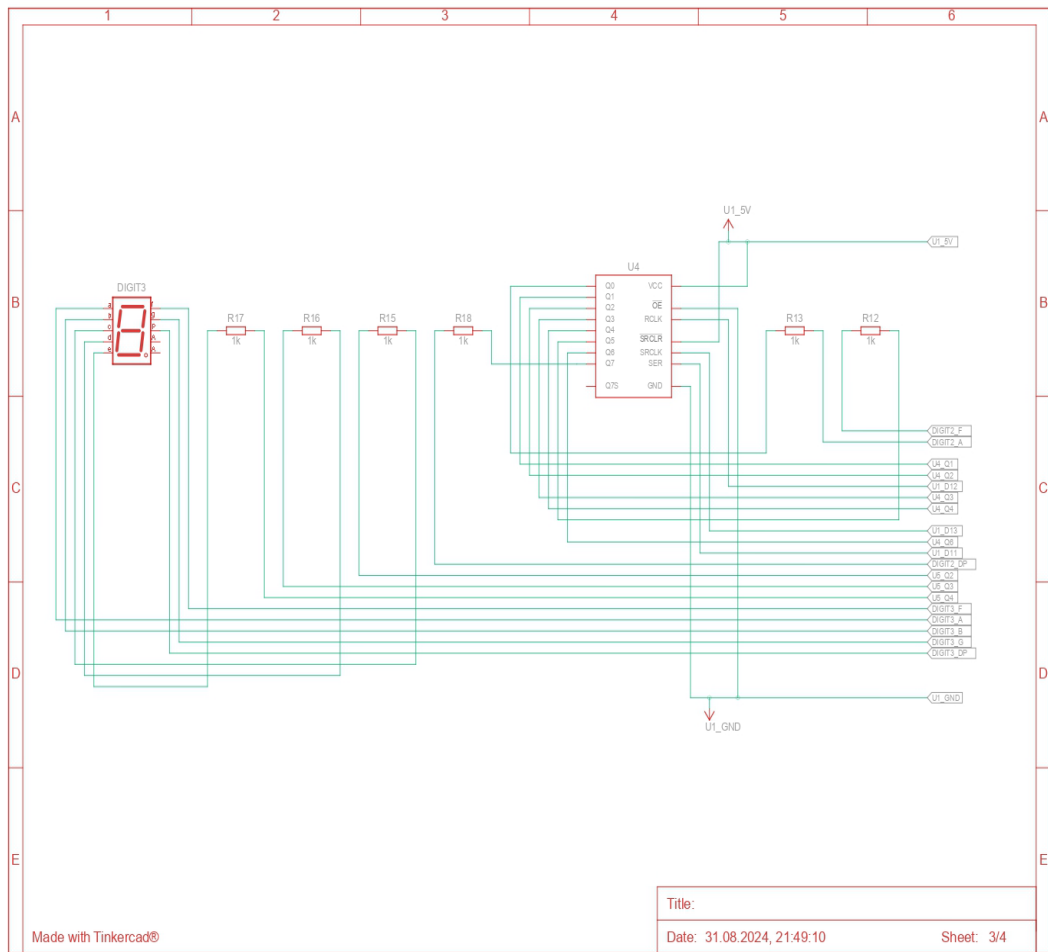 1 2 3 4 5 6
A A
U1_5V
U1_5V
U4
DIGIT3
B B
Q0 VCC
Q1
Q2 OE
Q3 RCLK
Q4
Q5 SRCLR
Q6 SRCLK
Q7 SER
Q7S GND
a f
b g
c P
d A
e A
R17 R16 R15 R18 R13 R12
1k 1k 1k 1k 1k 1k
DIGIT2_F
DIGIT2_A
U4_Q1
U4_Q2
C C
U1_D12
U4_Q3
U4_Q4
U1_D13
U4_Q6
U1_D11
DIGIT2_DP
U5_Q2
U5_Q3
U5_Q4
DIGIT3_F
DIGIT3_A
DIGIT3_B
DIGIT3_G
DIGIT3_DP
D D
U1_GND
U1_GND
E E
Title:
Made with Tinkercad® Date: 31.08.2024, 21:49:10 Sheet: 3/4
6